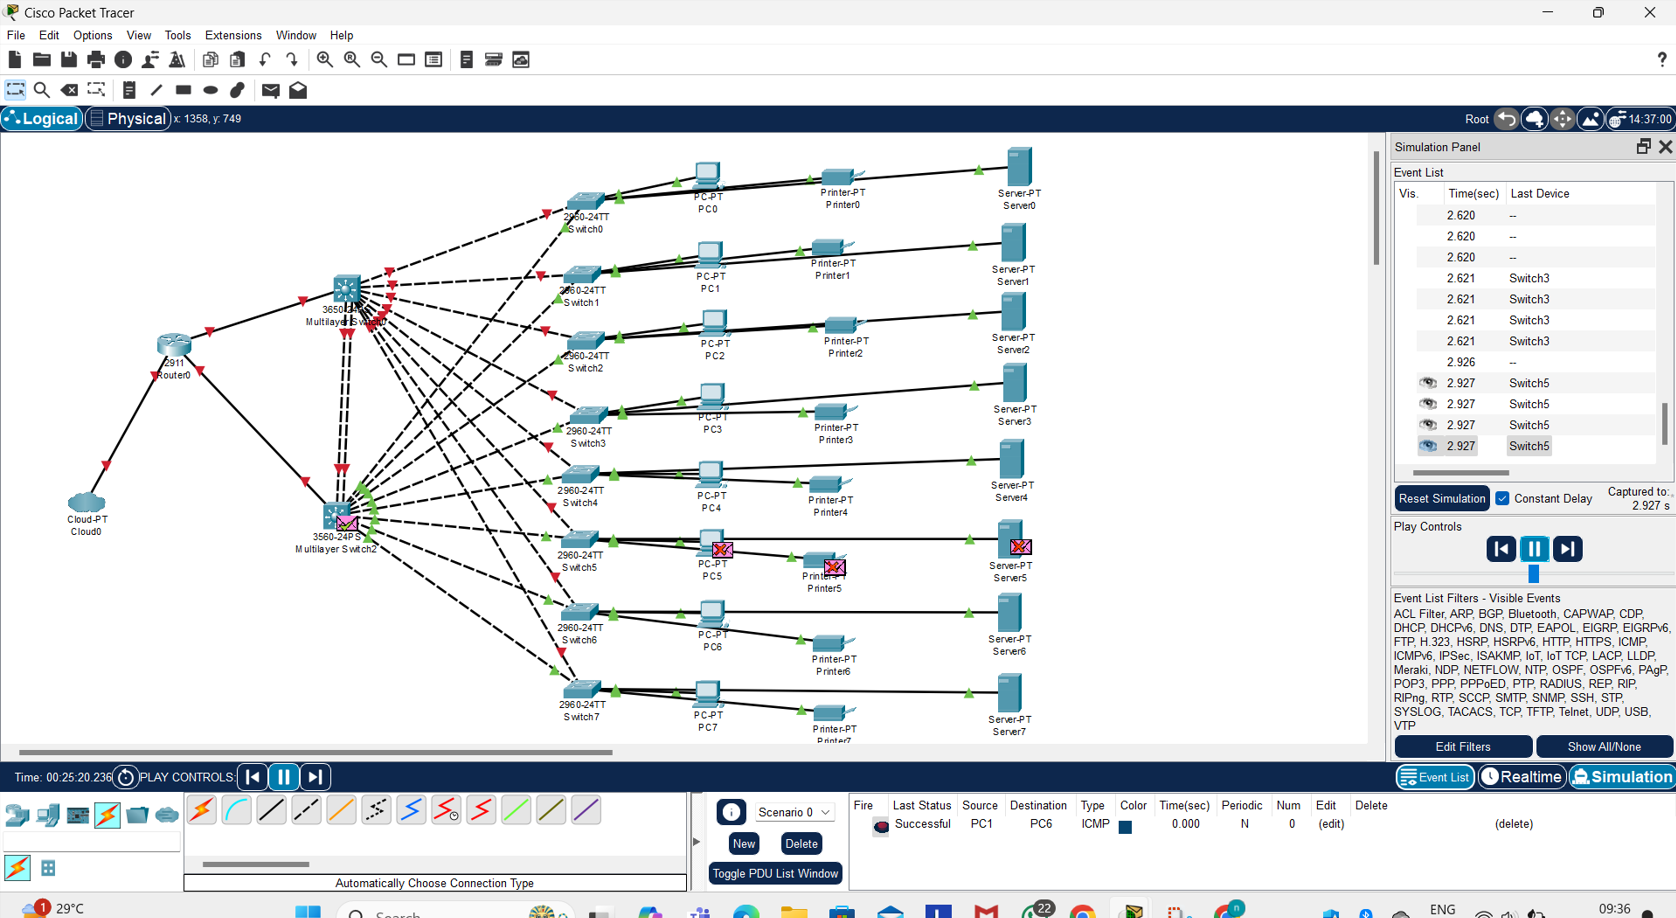 Cisco Packet Tracer
File Edit Options View Tools Extensions Window Help
Logical Physical x: 1358, y: 749
Root 14:37:00
Simulation Panel
Event List
Vis. Time(sec) Last Device
2.620 --
2.620 --
2.620 --
2.621 Switch3
2.621 Switch3
2.621 Switch3
2.621 Switch3
2.926 --
2.927 Switch5
2.927 Switch5
2.927 Switch5
2.927 Switch5
Reset Simulation Constant Delay Captured to:
2.927 s
Play Controls
Event List Filters - Visible Events
ACL Filter, ARP, BGP, Bluetooth, CAPWAP, CDP,
DHCP, DHCPv6, DNS, DTP, EAPOL, EIGRP, EIGRPv6,
FTP, H.323, HSRP, HSRPv6, HTTP, HTTPS, ICMP,
ICMPv6, IPSec, ISAKMP, IoT, IoT TCP, LACP, LLDP,
Meraki, NDP, NETFLOW, NTP, OSPF, OSPFv6, PAgP,
POP3, PPP, PPPoED, PTP, RADIUS, REP, RIP,
RIPng, RTP, SCCP, SMTP, SNMP, SSH, STP,
SYSLOG, TACACS, TCP, TFTP, Telnet, UDP, USB,
VTP
Edit Filters Show All/None
Event List Realtime Simulation
2960-24TT
Switch0
PC-PT
PC0
Printer-PT
Printer0
Server-PT
Server0
2960-24TT
Switch1
PC-PT
PC1
Printer-PT
Printer1
Server-PT
Server1
2960-24TT
Switch2
PC-PT
PC2
Printer-PT
Printer2
Server-PT
Server2
2960-24TT
Switch3
PC-PT
PC3
Printer-PT
Printer3
Server-PT
Server3
2960-24TT
Switch4
PC-PT
PC4
Printer-PT
Printer4
Server-PT
Server4
2960-24TT
Switch5
PC-PT
PC5
Printer-PT
Printer5
Server-PT
Server5
2960-24TT
Switch6
PC-PT
PC6
Printer-PT
Printer6
Server-PT
Server6
2960-24TT
Switch7
PC-PT
PC7
Printer-PT
Printer7
Server-PT
Server7
Multilayer Switch0
2911
Router0
Cloud-PT
Cloud0
3560-24PS
Multilayer Switch2
Time: 00:25:20.236 PLAY CONTROLS:
Automatically Choose Connection Type
Scenario 0
New Delete
Toggle PDU List Window
Fire Last Status Source Destination Type Color Time(sec) Periodic Num Edit Delete
Successful PC1 PC6 ICMP 0.000 N 0 (edit) (delete)
1 29°C
Search
22
n
ENG
09:36